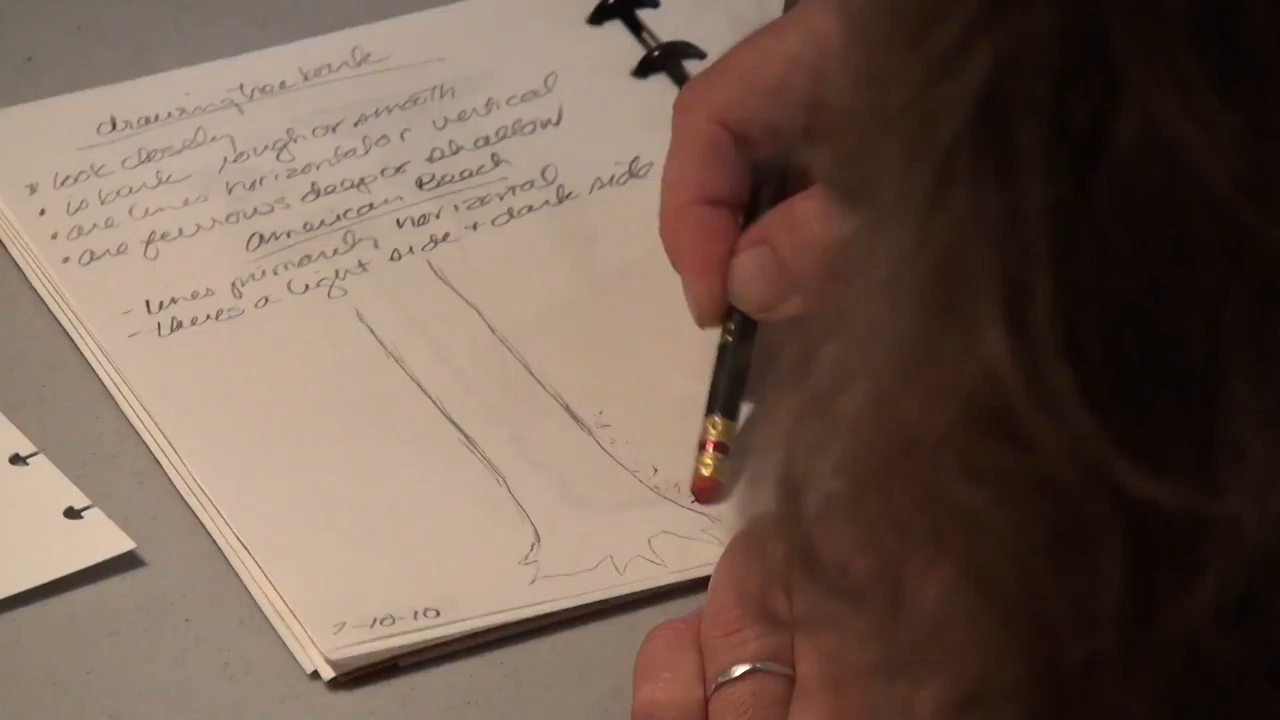 drawing tree bark
* look closely
• is bark rough or smooth
• are lines horizontal or vertical
• are furrows deep or shallow
American Beech
- lines primarily horizontal
- theres a light side + dark side
7-10-10